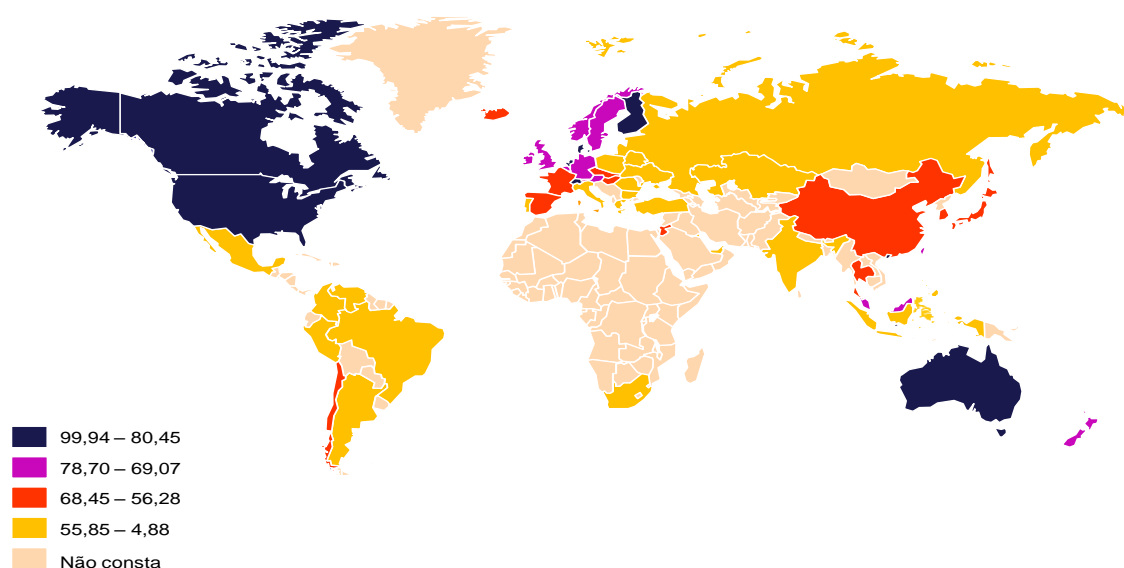 99,94 – 80,45
78,70 – 69,07
68,45 – 56,28
55,85 – 4,88
Não consta